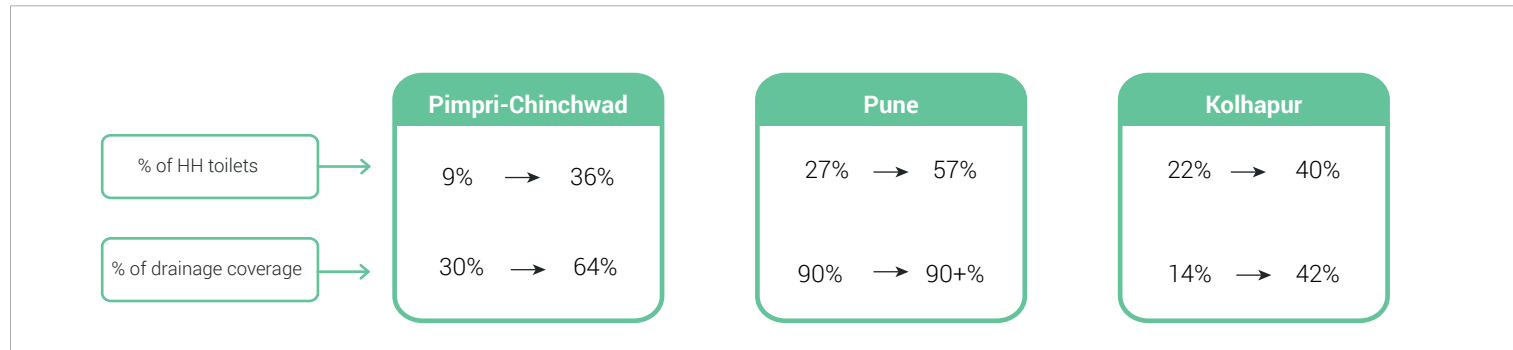 Pimpri-Chinchwad
Pune
Kolhapur
% of HH toilets
9% → 36%
27% → 57%
22% → 40%
% of drainage coverage
30% → 64%
90% → 90+%
14% → 42%